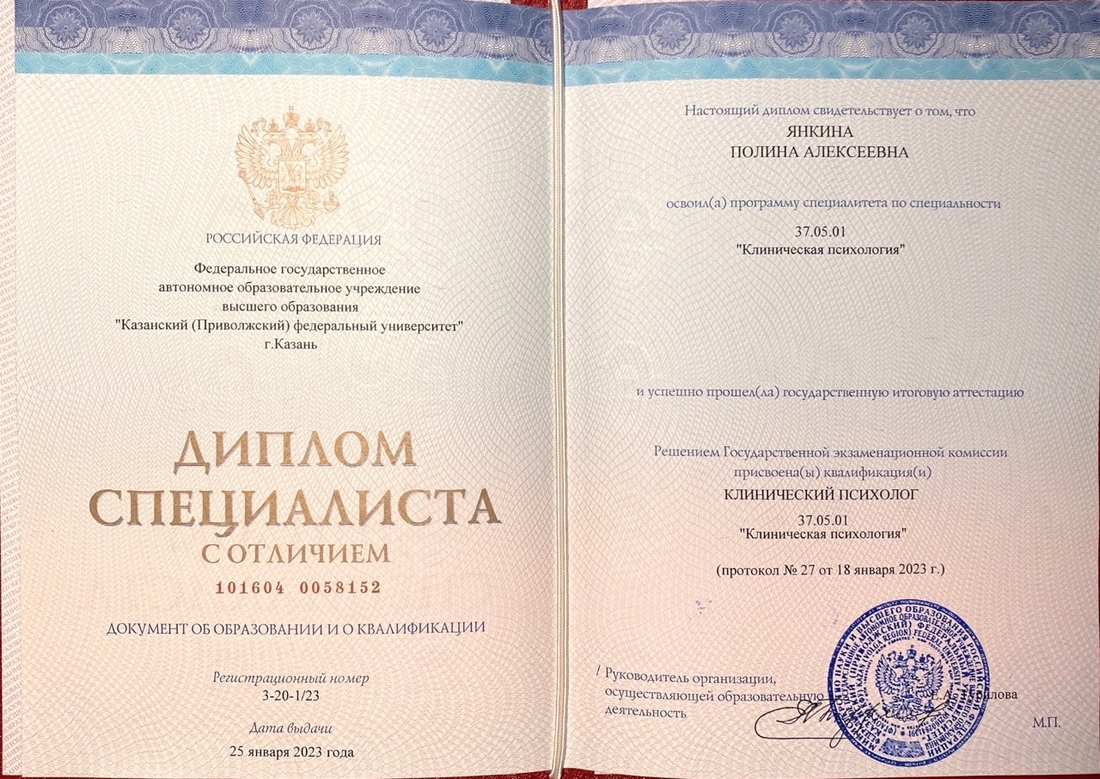 РОССИЙСКАЯ ФЕДЕРАЦИЯ
Федеральное государственное
автономное образовательное учреждение
высшего образования
"Казанский (Приволжский) федеральный университет"
г.Казань
ДИПЛОМ
СПЕЦИАЛИСТА
С ОТЛИЧИЕМ
101604 0058152
ДОКУМЕНТ ОБ ОБРАЗОВАНИИ И О КВАЛИФИКАЦИИ
Регистрационный номер
3-20-1/23
Дата выдачи
25 января 2023 года
Настоящий диплом свидетельствует о том, что
ЯНКИНА
ПОЛИНА АЛЕКСЕЕВНА
освоил(а) программу специалитета по специальности
37.05.01
"Клиническая психология"
и успешно прошел(ла) государственную итоговую аттестацию
Решением Государственной экзаменационной комиссии
присвоена(ы) квалификация(и)
КЛИНИЧЕСКИЙ ПСИХОЛОГ
37.05.01
"Клиническая психология"
(протокол № 27 от 18 января 2023 г.)
/ Руководитель организации,
осуществляющей образовательную
деятельность
М.П.